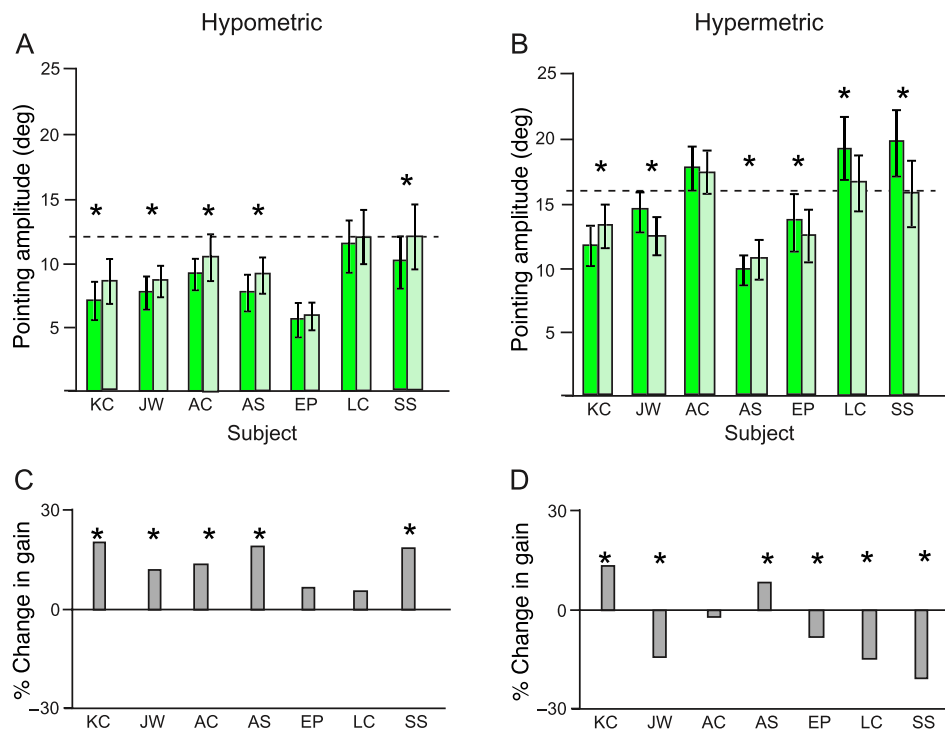 Hypometric
A
25
20
15
10
5
Pointing amplitude (deg)
* * * * *
KC JW AC AS EP LC SS
Subject
Hypermetric
B
25
20
15
10
5
Pointing amplitude (deg)
* * * * * *
KC JW AC AS EP LC SS
Subject
C
30
0
−30
% Change in gain
* * * * *
KC JW AC AS EP LC SS
D
30
0
−30
% Change in gain
* * * * * *
KC JW AC AS EP LC SS